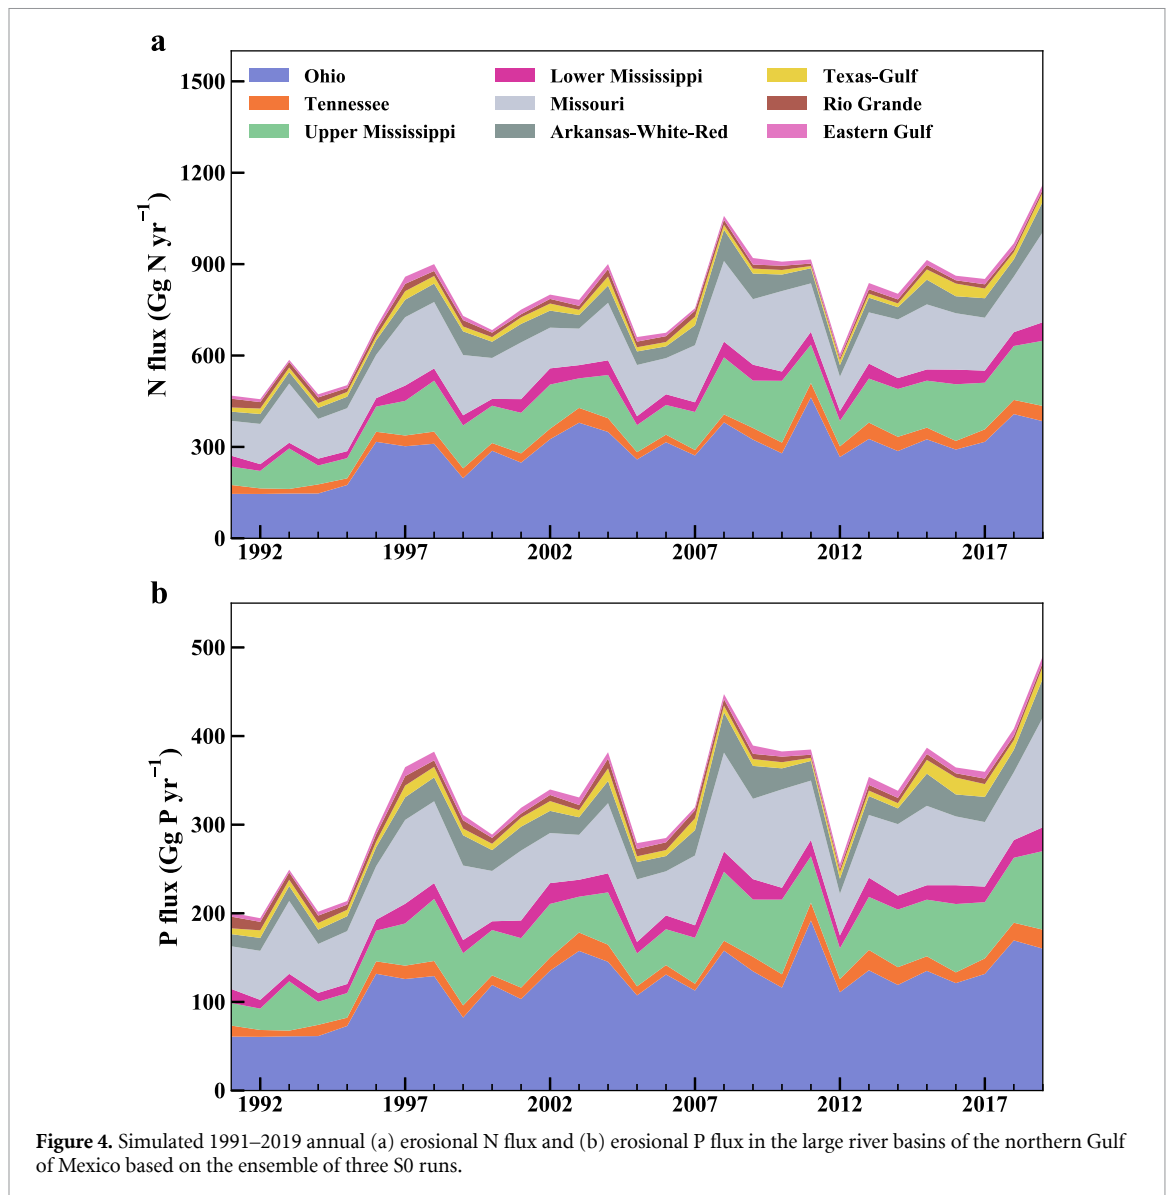 a
N flux (Gg N yr⁻¹)
1500
1200
900
600
300
0
Ohio
Tennessee
Upper Mississippi
Lower Mississippi
Missouri
Arkansas-White-Red
Texas-Gulf
Rio Grande
Eastern Gulf
1992 1997 2002 2007 2012 2017
b
P flux (Gg P yr⁻¹)
500
400
300
200
100
0
1992 1997 2002 2007 2012 2017
Figure 4. Simulated 1991–2019 annual (a) erosional N flux and (b) erosional P flux in the large river basins of the northern Gulf
of Mexico based on the ensemble of three S0 runs.